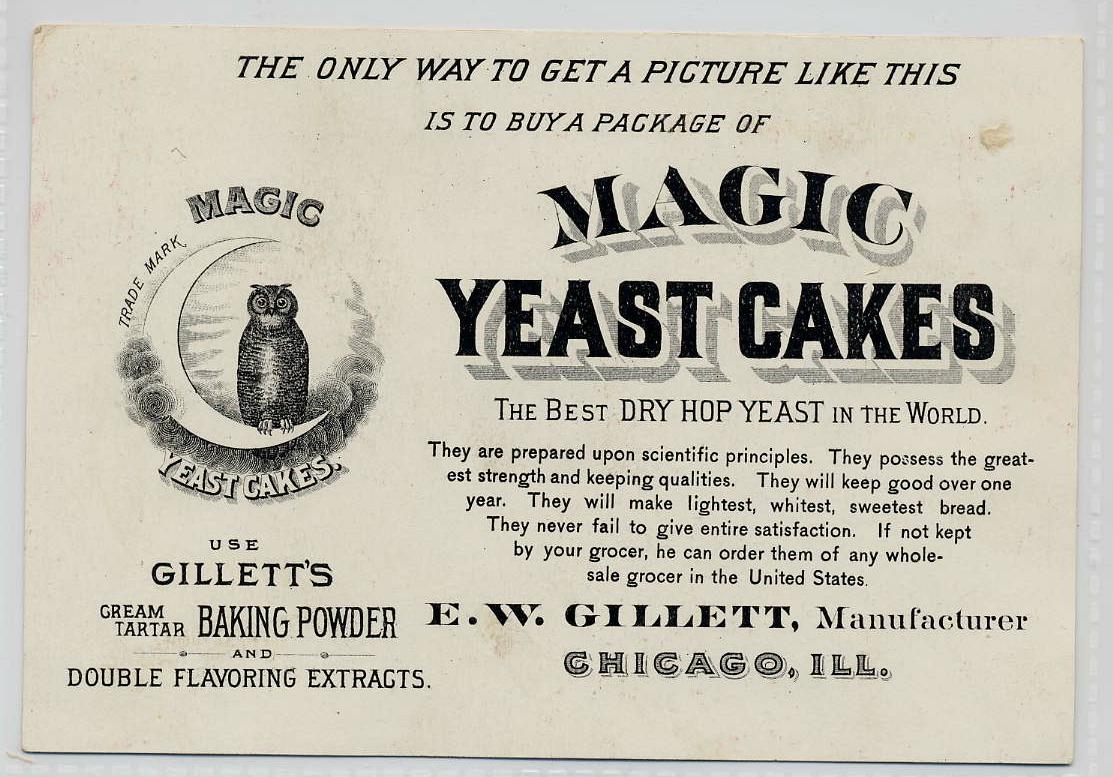 THE ONLY WAY TO GET A PICTURE LIKE THIS
IS TO BUY A PACKAGE OF
MAGIC
YEAST CAKES
THE BEST DRY HOP YEAST IN THE WORLD.
They are prepared upon scientific principles. They possess the great-
est strength and keeping qualities. They will keep good over one
year. They will make lightest, whitest, sweetest bread.
They never fail to give entire satisfaction. If not kept
by your grocer, he can order them of any whole-
sale grocer in the United States.
E. W. GILLETT, Manufacturer
CHICAGO, ILL.
MAGIC
TRADE MARK
YEAST CAKES.
USE
GILLETT'S
CREAM
TARTAR BAKING POWDER
AND
DOUBLE FLAVORING EXTRACTS.